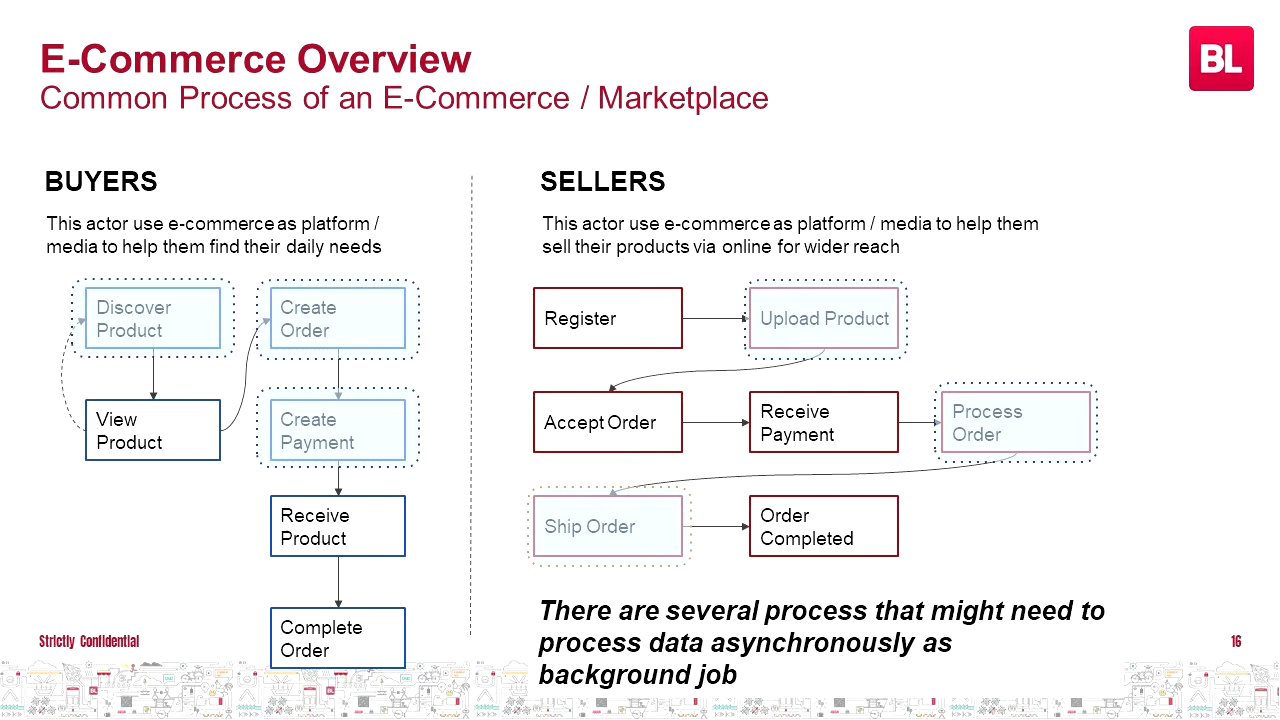 E-Commerce Overview
Common Process of an E-Commerce / Marketplace
BL
BUYERS
This actor use e-commerce as platform /
media to help them find their daily needs
Discover
Product
Create
Order
View
Product
Create
Payment
Receive
Product
Complete
Order
SELLERS
This actor use e-commerce as platform / media to help them
sell their products via online for wider reach
Register
Upload Product
Accept Order
Receive
Payment
Process
Order
Ship Order
Order
Completed
There are several process that might need to
process data asynchronously as
background job
Strictly Confidential
16
BL
BL